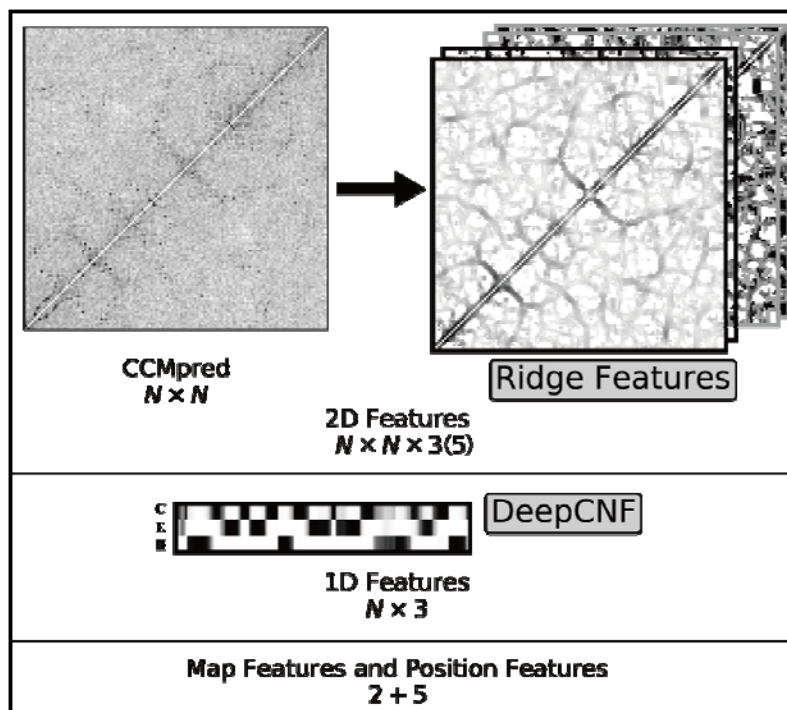 CCMpred
N × N
Ridge Features
2D Features
N × N × 3(5)
C
E
DeepCNF
1D Features
N × 3
Map Features and Position Features
2 + 5